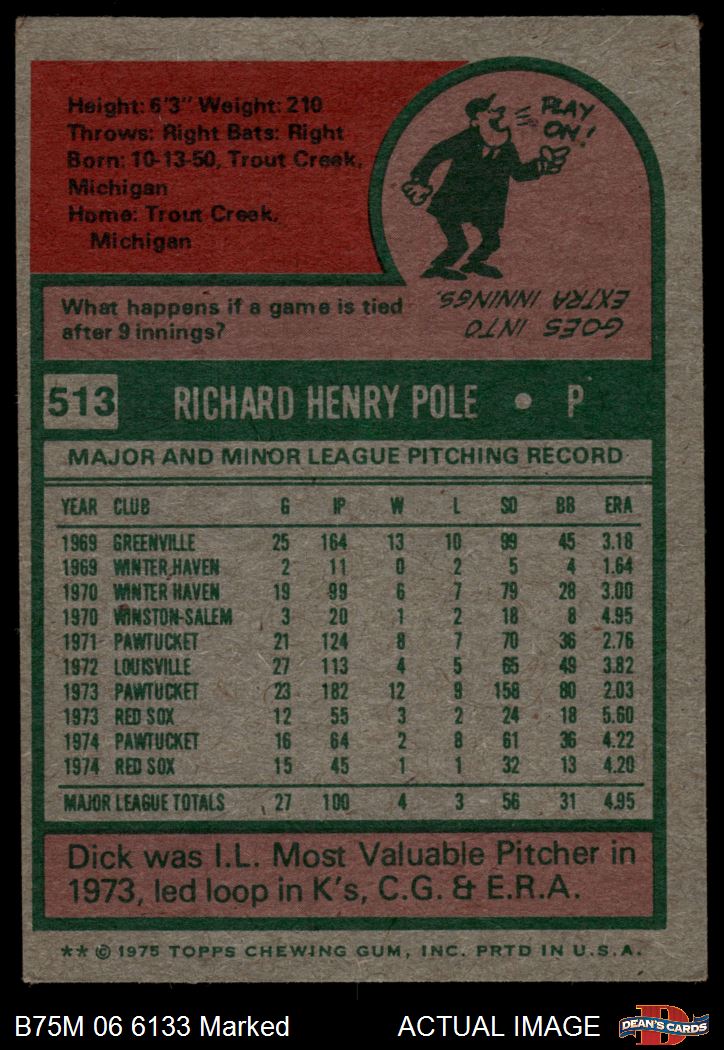 Height: 6'3" Weight: 210
Throws: Right Bats: Right
Born: 10-13-50, Trout Creek,
Michigan
Home: Trout Creek,
Michigan
PLAY
ON!
What happens if a game is tied
after 9 innings?
GOES INTO
EXTRA INNINGS.
513 RICHARD HENRY POLE • P
MAJOR AND MINOR LEAGUE PITCHING RECORD
YEAR CLUB G IP W L SO BB ERA
1969 GREENVILLE 25 164 13 10 99 45 3.18
1969 WINTER HAVEN 2 11 0 2 5 4 1.64
1970 WINTER HAVEN 19 99 6 7 79 28 3.00
1970 WINSTON-SALEM 3 20 1 2 18 8 4.95
1971 PAWTUCKET 21 124 8 7 70 36 2.76
1972 LOUISVILLE 27 113 4 5 65 49 3.82
1973 PAWTUCKET 23 182 12 9 158 80 2.03
1973 RED SOX 12 55 3 2 24 18 5.60
1974 PAWTUCKET 16 64 2 8 61 36 4.22
1974 RED SOX 15 45 1 1 32 13 4.20
MAJOR LEAGUE TOTALS 27 100 4 3 56 31 4.95
Dick was I.L. Most Valuable Pitcher in
1973, led loop in K's, C.G. & E.R.A.
** © 1975 TOPPS CHEWING GUM, INC. PRTD IN U.S.A.
B75M 06 6133 Marked ACTUAL IMAGE
D
DEAN'S CARDS